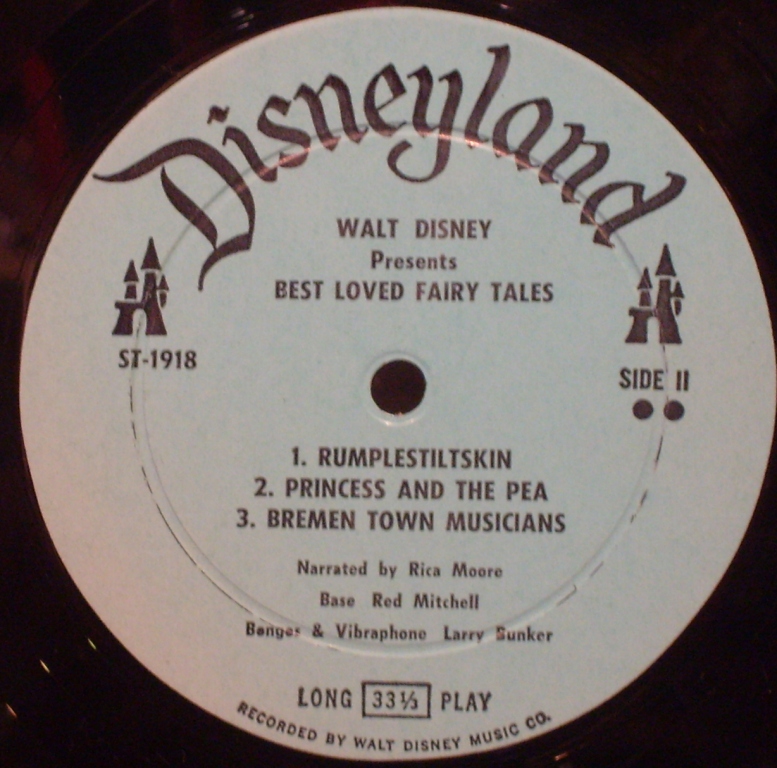 Disneyland
WALT DISNEY
Presents
BEST LOVED FAIRY TALES
ST-1918
SIDE II
1. RUMPLESTILTSKIN
2. PRINCESS AND THE PEA
3. BREMEN TOWN MUSICIANS
Narrated by Rica Moore
Base Red Mitchell
Bongos & Vibraphone Larry Bunker
LONG 33⅓ PLAY
RECORDED BY WALT DISNEY MUSIC CO.